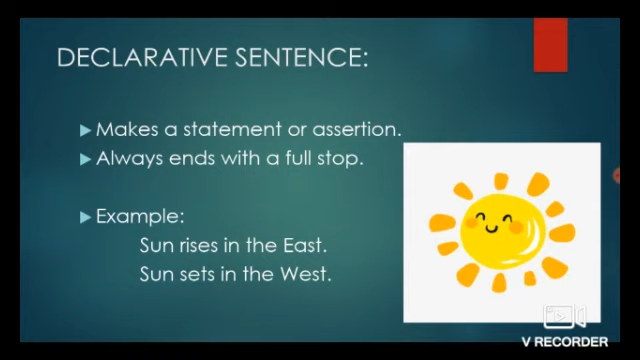 DECLARATIVE SENTENCE:
Makes a statement or assertion.
Always ends with a full stop.
Example:
Sun rises in the East.
Sun sets in the West.
V RECORDER